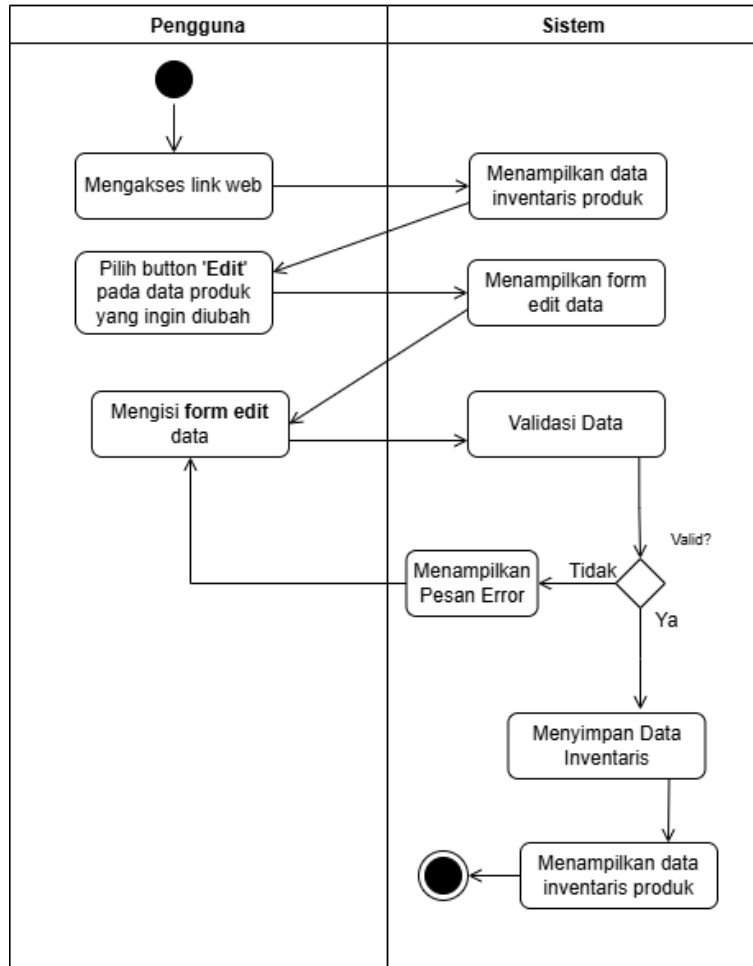 Pengguna
Sistem
Mengakses link web
Menampilkan data
inventaris produk
Pilih button 'Edit'
pada data produk
yang ingin diubah
Menampilkan form
edit data
Mengisi form edit
data
Validasi Data
Valid?
Menampilkan
Pesan Error
Tidak
Ya
Menyimpan Data
Inventaris
Menampilkan data
inventaris produk